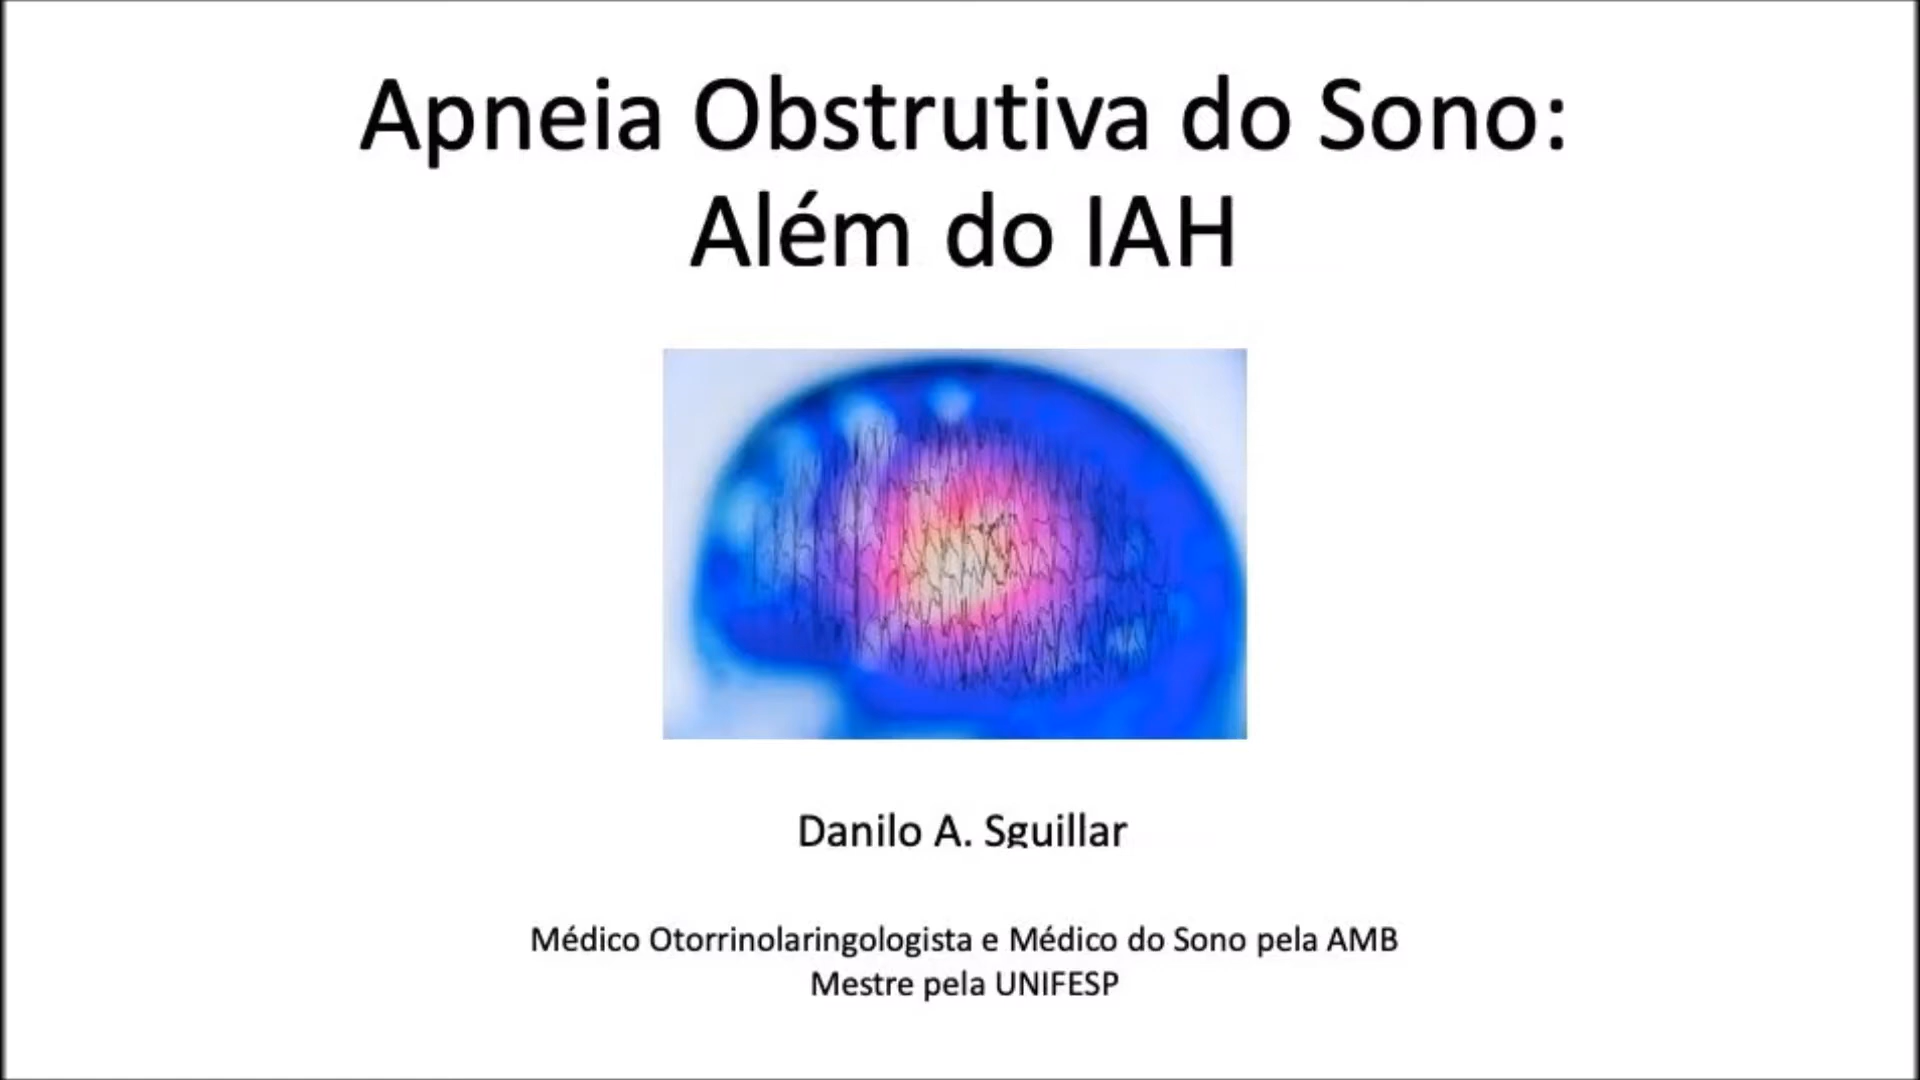 Apneia Obstrutiva do Sono:
Além do IAH
Danilo A. Sguillar
Médico Otorrinolaringologista e Médico do Sono pela AMB
Mestre pela UNIFESP